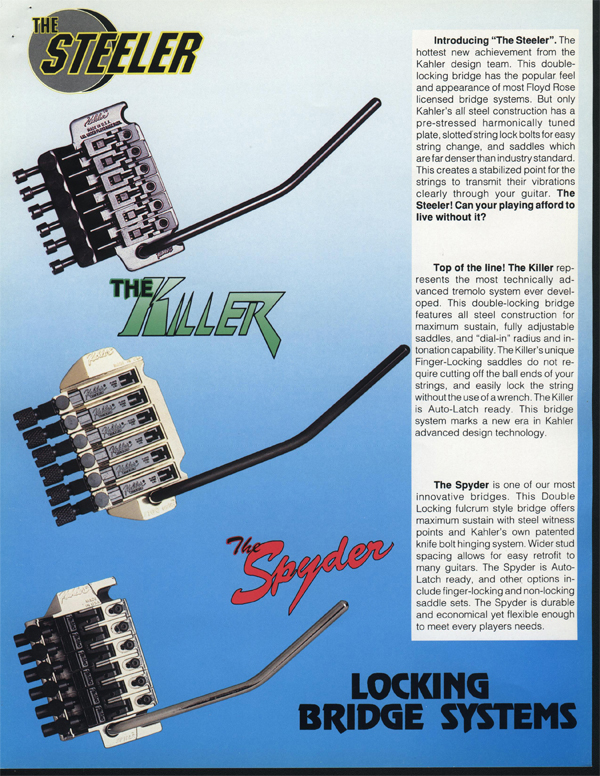 THE
STEELER
Introducing "The Steeler". The
hottest new achievement from the
Kahler design team. This double-
locking bridge has the popular feel
and appearance of most Floyd Rose
licensed bridge systems. But only
Kahler's all steel construction has a
pre-stressed harmonically tuned
plate, slotted string lock bolts for easy
string change, and saddles which
are far denser than industry standard.
This creates a stabilized point for the
strings to transmit their vibrations
clearly through your guitar. The
Steeler! Can your playing afford to
live without it?
THE
KILLER
Top of the line! The Killer rep-
resents the most technically ad-
vanced tremolo system ever devel-
oped. This double-locking bridge
features all steel construction for
maximum sustain, fully adjustable
saddles, and "dial-in" radius and in-
tonation capability. The Killer's unique
Finger-Locking saddles do not re-
quire cutting off the ball ends of your
strings, and easily lock the string
without the use of a wrench. The Killer
is Auto-Latch ready. This bridge
system marks a new era in Kahler
advanced design technology.
The
Spyder
The Spyder is one of our most
innovative bridges. This Double
Locking fulcrum style bridge offers
maximum sustain with steel witness
points and Kahler's own patented
knife bolt hinging system. Wider stud
spacing allows for easy retrofit to
many guitars. The Spyder is Auto-
Latch ready, and other options in-
clude finger-locking and non-locking
saddle sets. The Spyder is durable
and economical yet flexible enough
to meet every players needs.
LOCKING
BRIDGE SYSTEMS